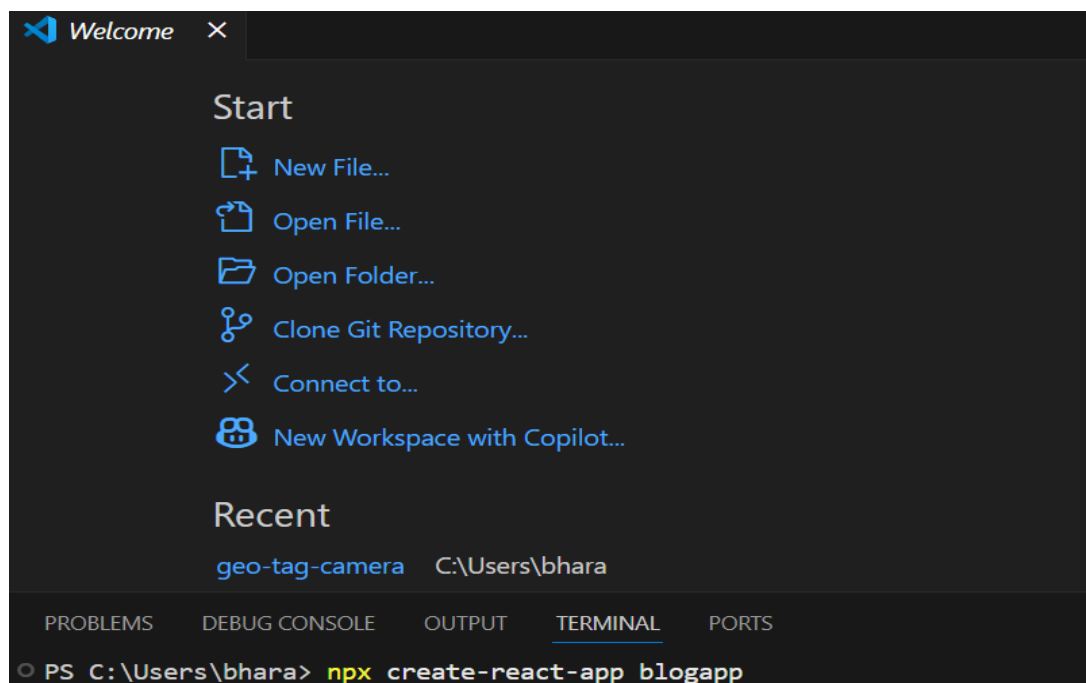 Welcome
Start
New File...
Open File...
Open Folder...
Clone Git Repository...
Connect to...
New Workspace with Copilot...
Recent
geo-tag-camera C:\Users\bhara
PROBLEMS DEBUG CONSOLE OUTPUT TERMINAL PORTS
PS C:\Users\bhara> npx create-react-app blogapp